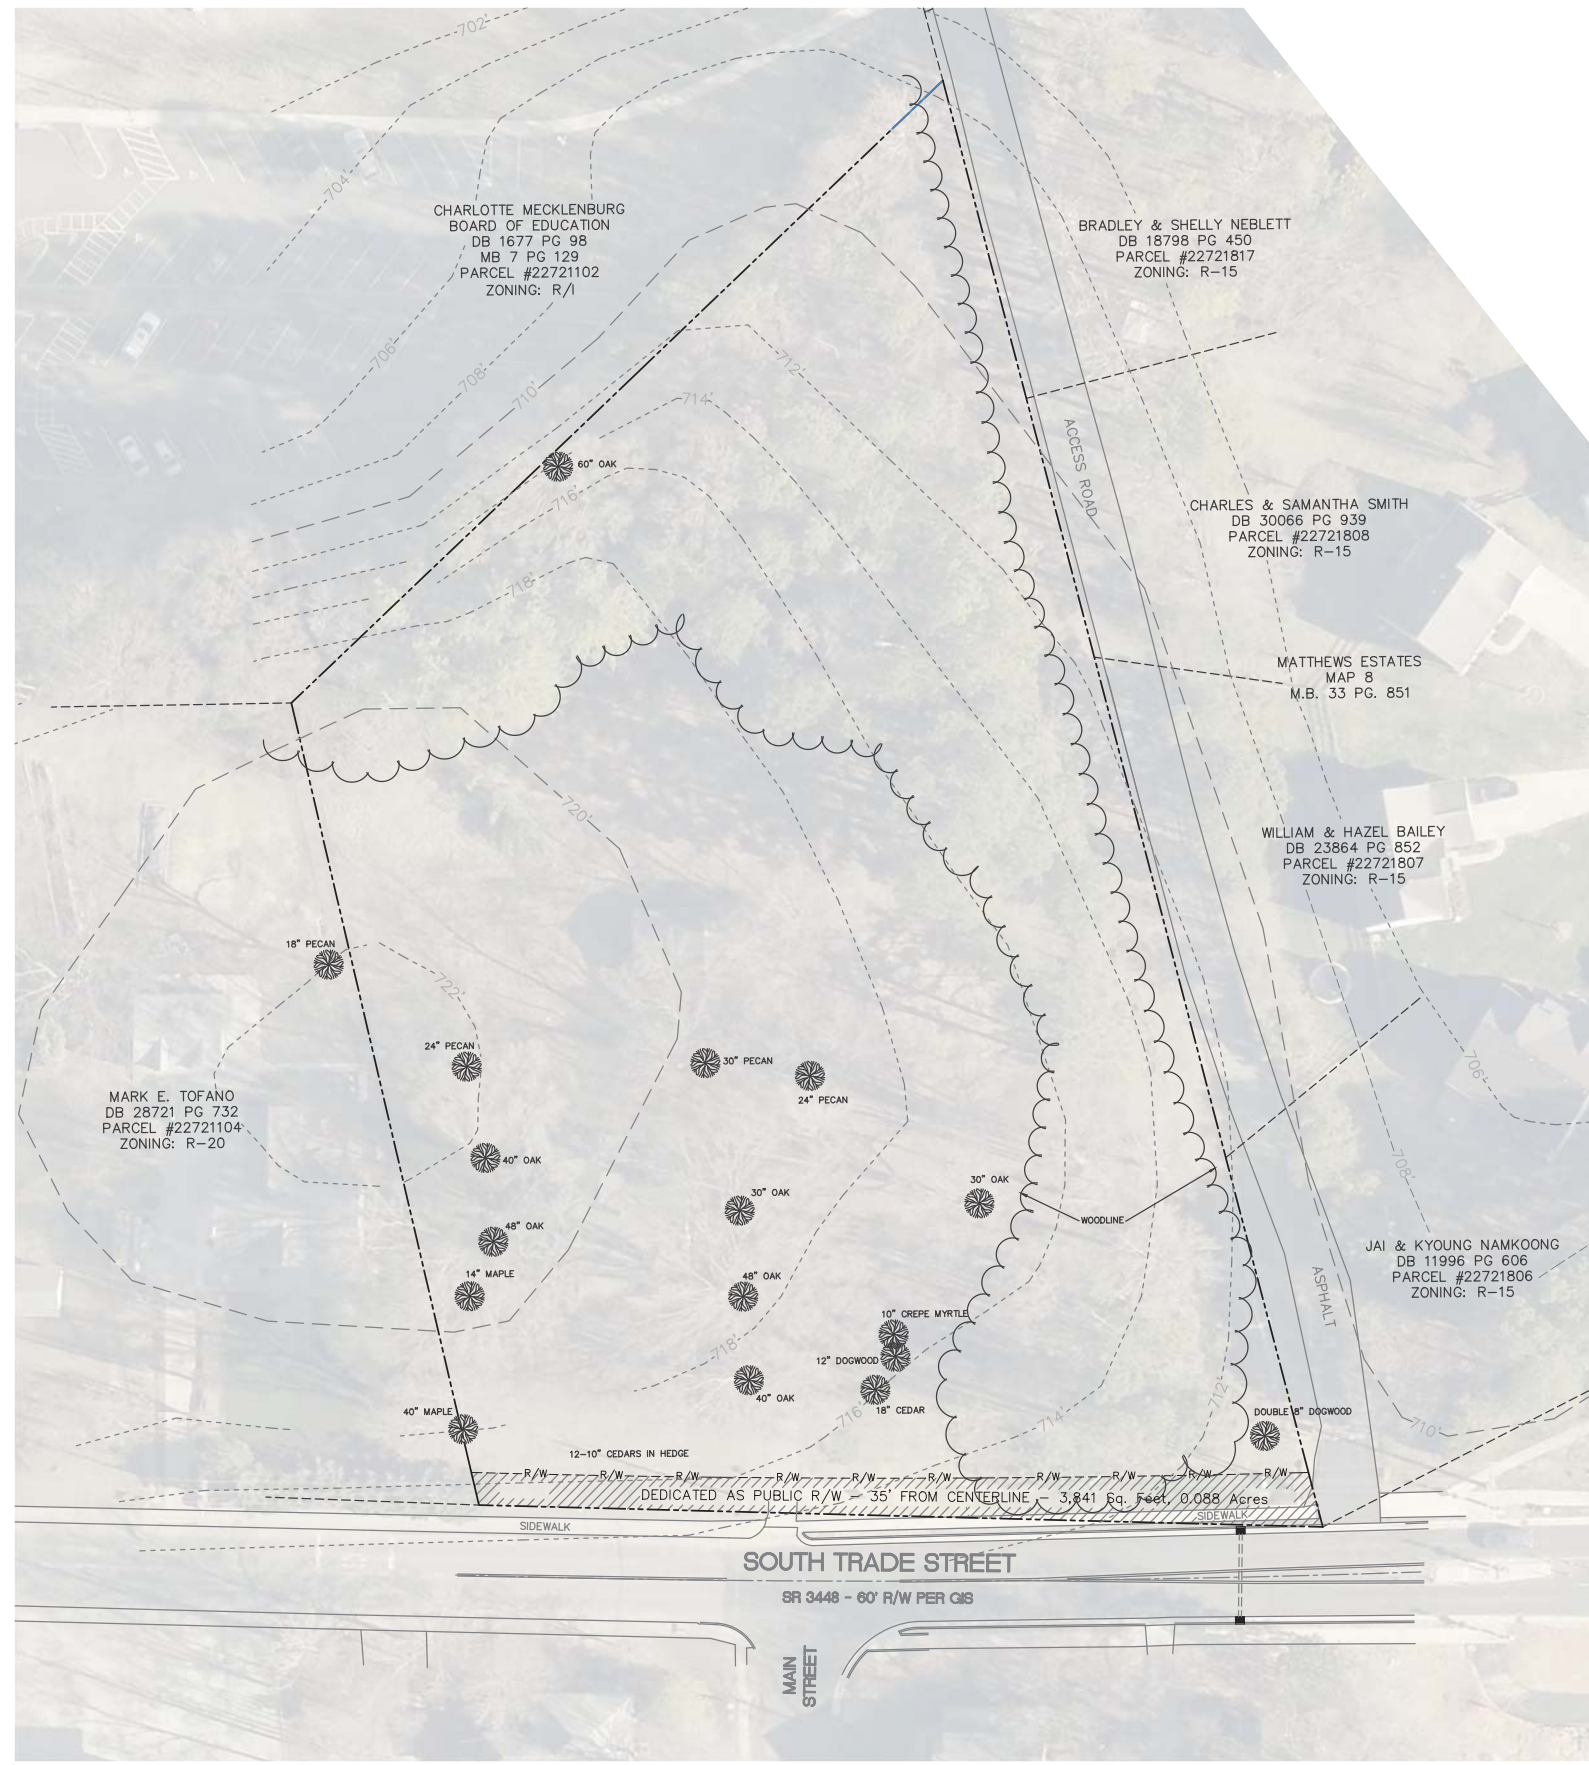 702'
704'
CHARLOTTE MECKLENBURG
BOARD OF EDUCATION
DB 1677 PG 98
MB 7 PG 129
PARCEL #22721102
ZONING: R/I
BRADLEY & SHELLY NEBLETT
DB 18798 PG 450
PARCEL #22721817
ZONING: R-15
706'
708'
710'
712'
714'
ACCESS ROAD
60" OAK
716'
CHARLES & SAMANTHA SMITH
DB 30066 PG 939
PARCEL #22721808
ZONING: R-15
718'
MATTHEWS ESTATES
MAP 8
M.B. 33 PG. 851
720'
WILLIAM & HAZEL BAILEY
DB 23864 PG 852
PARCEL #22721807
ZONING: R-15
18" PECAN
722'
24" PECAN
30" PECAN
24" PECAN
706'
MARK E. TOFANO
DB 28721 PG 732
PARCEL #22721104
ZONING: R-20
40" OAK
30" OAK
30" OAK
708'
WOODLINE
48" OAK
14" MAPLE
48" OAK
JAI & KYOUNG NAMKOONG
DB 11996 PG 606
PARCEL #22721806
ZONING: R-15
ASPHALT
10" CREPE MYRTLE
718'
12" DOGWOOD
40" OAK
18" CEDAR
716'
714'
712'
40" MAPLE
DOUBLE 8" DOGWOOD
710'
12-10" CEDARS IN HEDGE
R/W R/W R/W R/W R/W R/W R/W R/W R/W R/W
DEDICATED AS PUBLIC R/W - 35' FROM CENTERLINE - 3,841 Sq. Feet, 0.088 Acres
SIDEWALK
SIDEWALK
SOUTH TRADE STREET
SR 3448 - 60' R/W PER GIS
MAIN
STREET